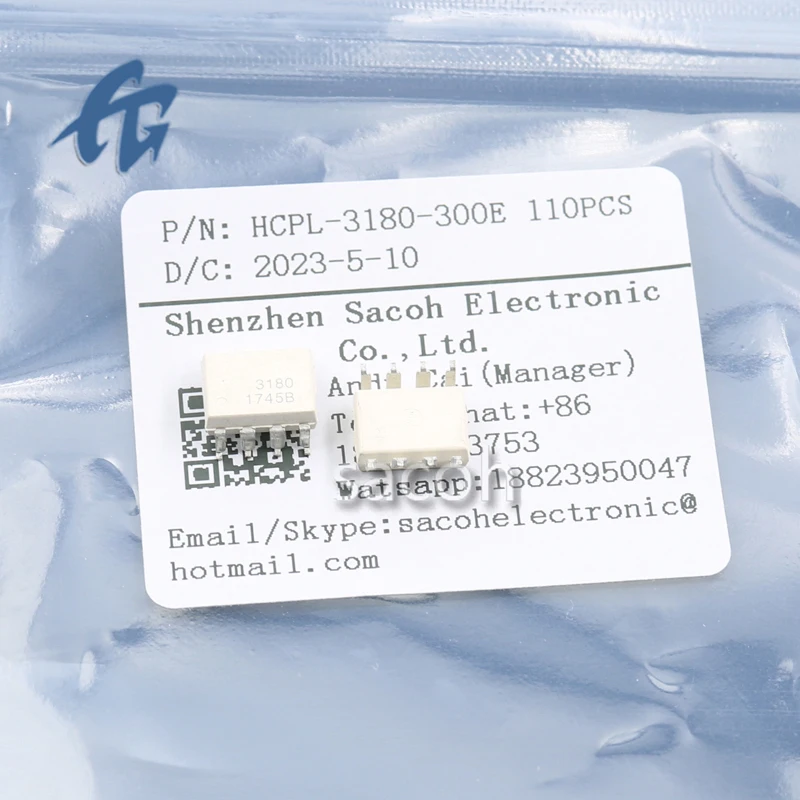 P/N: HCPL-3180-300E 110PCS
D/C: 2023-5-10
Shenzhen Sacoh Electronic
Co.,Ltd.
(Manager)
+86
3753
Watsapp:18823950047
Email/Skype:sacohelectronic@
hotmail.com
3180
1745B
sacoh